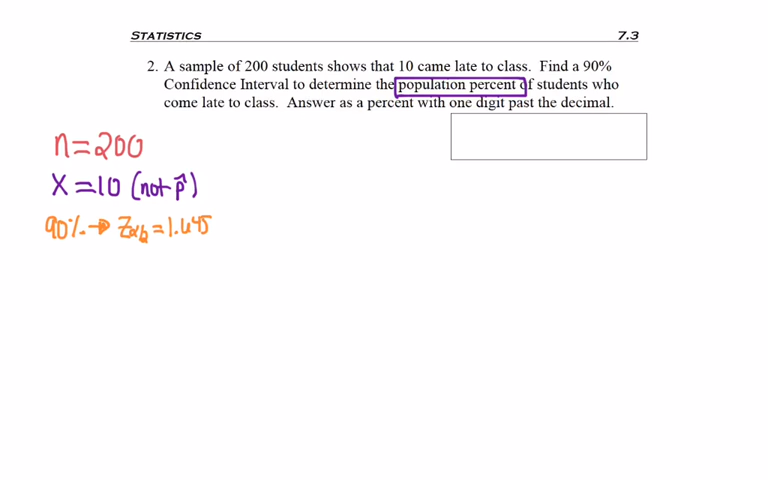 STATISTICS 7.3
2. A sample of 200 students shows that 10 came late to class. Find a 90%
Confidence Interval to determine the population percent of students who
come late to class. Answer as a percent with one digit past the decimal.
n=200
X=10 (not p̂)
90% → Zα/2 = 1.645